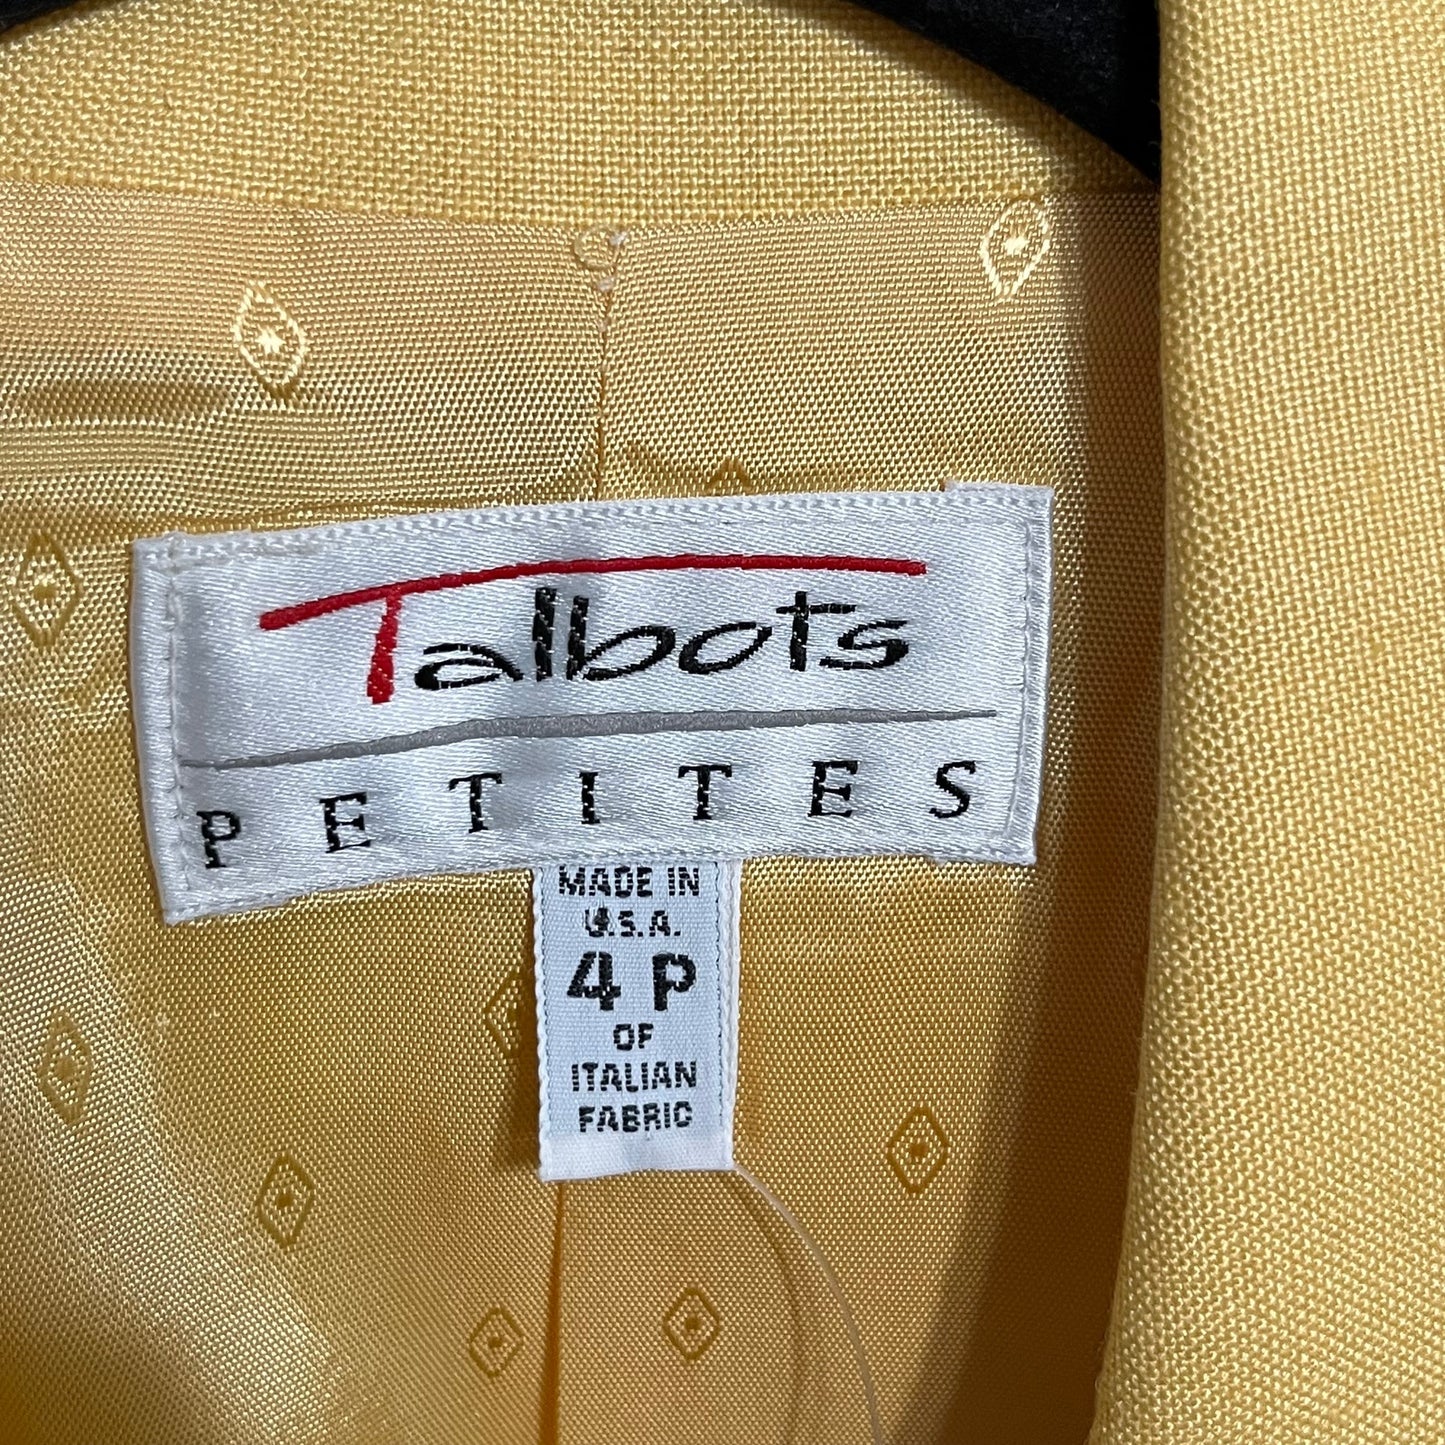 Talbots
PETITES
MADE IN
U.S.A.
4 P
OF
ITALIAN
FABRIC